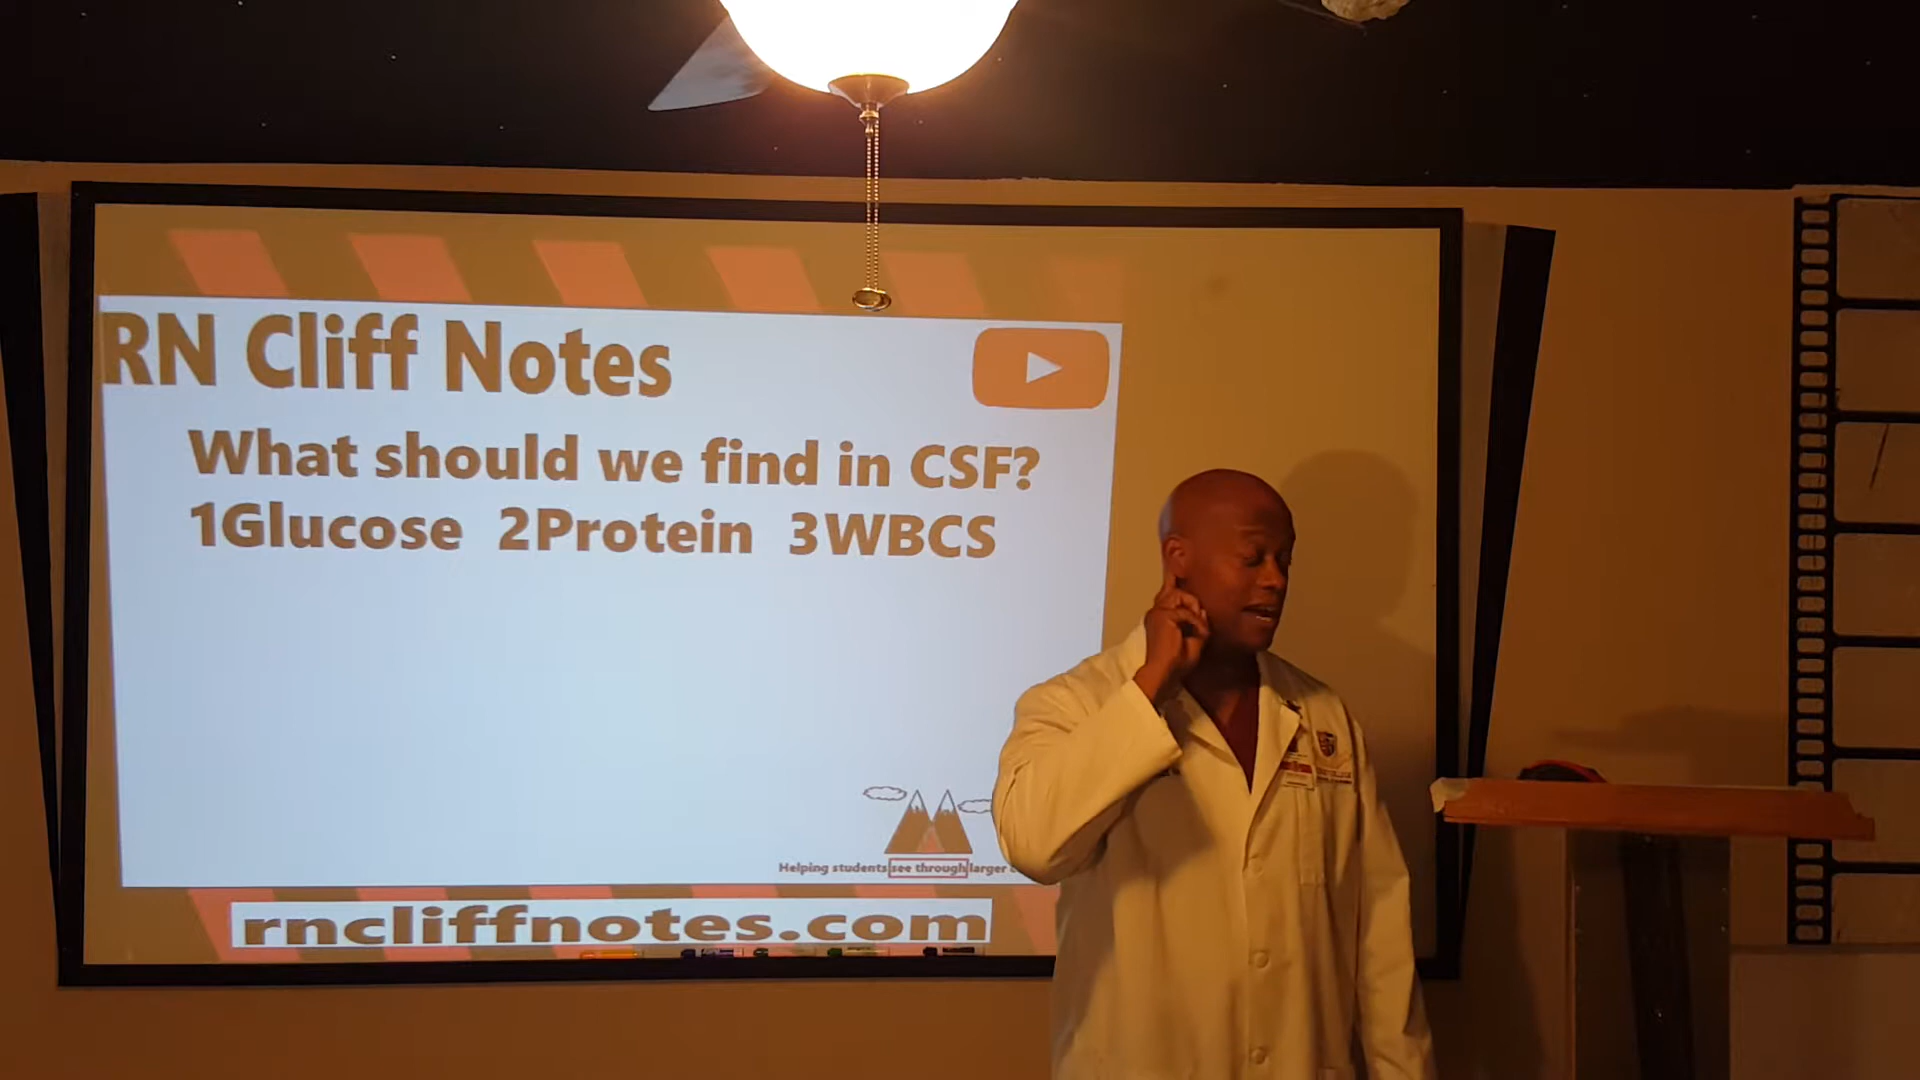 RN Cliff Notes
What should we find in CSF?
1Glucose 2Protein 3WBCS
Helping students see through larger
rncliffnotes.com